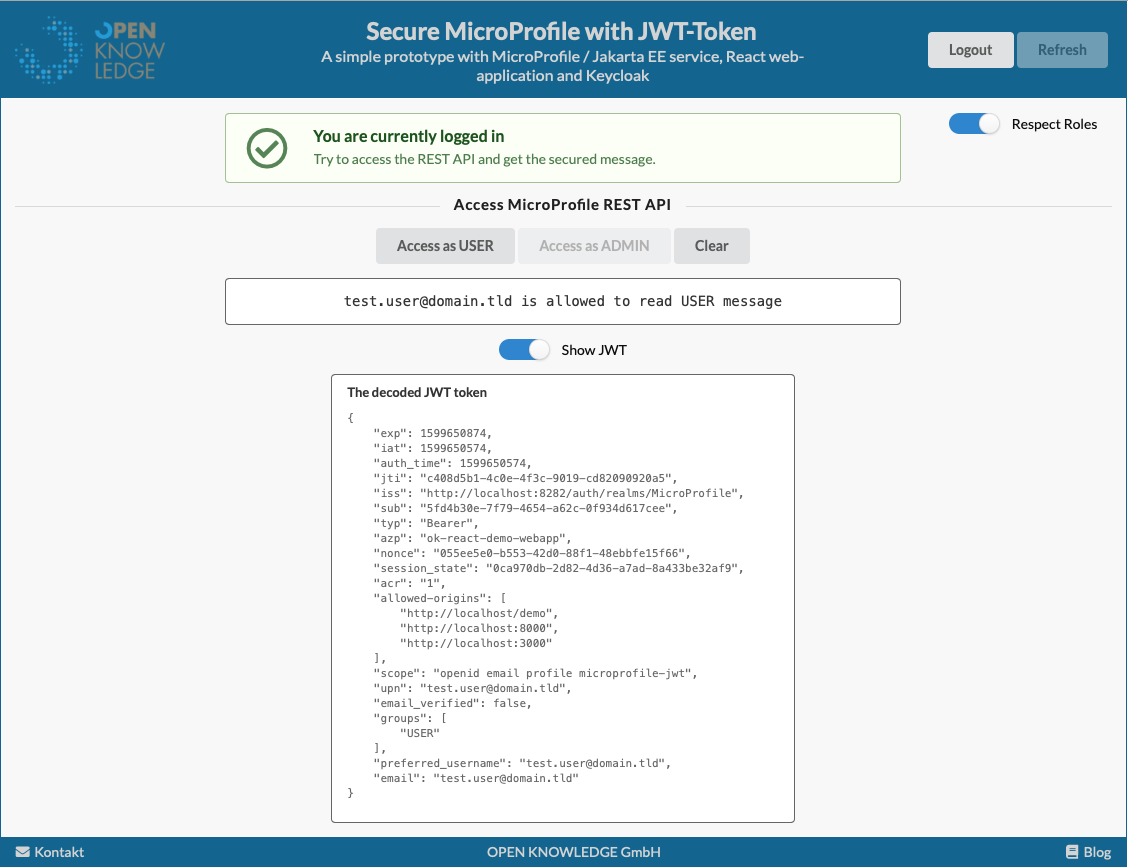 OPEN
KNOW
LEDGE
Secure MicroProfile with JWT-Token
A simple prototype with MicroProfile / Jakarta EE service, React web-
application and Keycloak
Logout
Refresh
You are currently logged in
Try to access the REST API and get the secured message.
Respect Roles
Access MicroProfile REST API
Access as USER
Access as ADMIN
Clear
test.user@domain.tld is allowed to read USER message
Show JWT
The decoded JWT token
{
    "exp": 1599650874,
    "iat": 1599650574,
    "auth_time": 1599650574,
    "jti": "c408d5b1-4c0e-4f3c-9019-cd82090920a5",
    "iss": "http://localhost:8282/auth/realms/MicroProfile",
    "sub": "5fd4b30e-7f79-4654-a62c-0f934d617cee",
    "typ": "Bearer",
    "azp": "ok-react-demo-webapp",
    "nonce": "055ee5e0-b553-42d0-88f1-48ebbfe15f66",
    "session_state": "0ca970db-2d82-4d36-a7ad-8a433be32af9",
    "acr": "1",
    "allowed-origins": [
        "http://localhost/demo",
        "http://localhost:8000",
        "http://localhost:3000"
    ],
    "scope": "openid email profile microprofile-jwt",
    "upn": "test.user@domain.tld",
    "email_verified": false,
    "groups": [
        "USER"
    ],
    "preferred_username": "test.user@domain.tld",
    "email": "test.user@domain.tld"
}
Kontakt
OPEN KNOWLEDGE GmbH
Blog